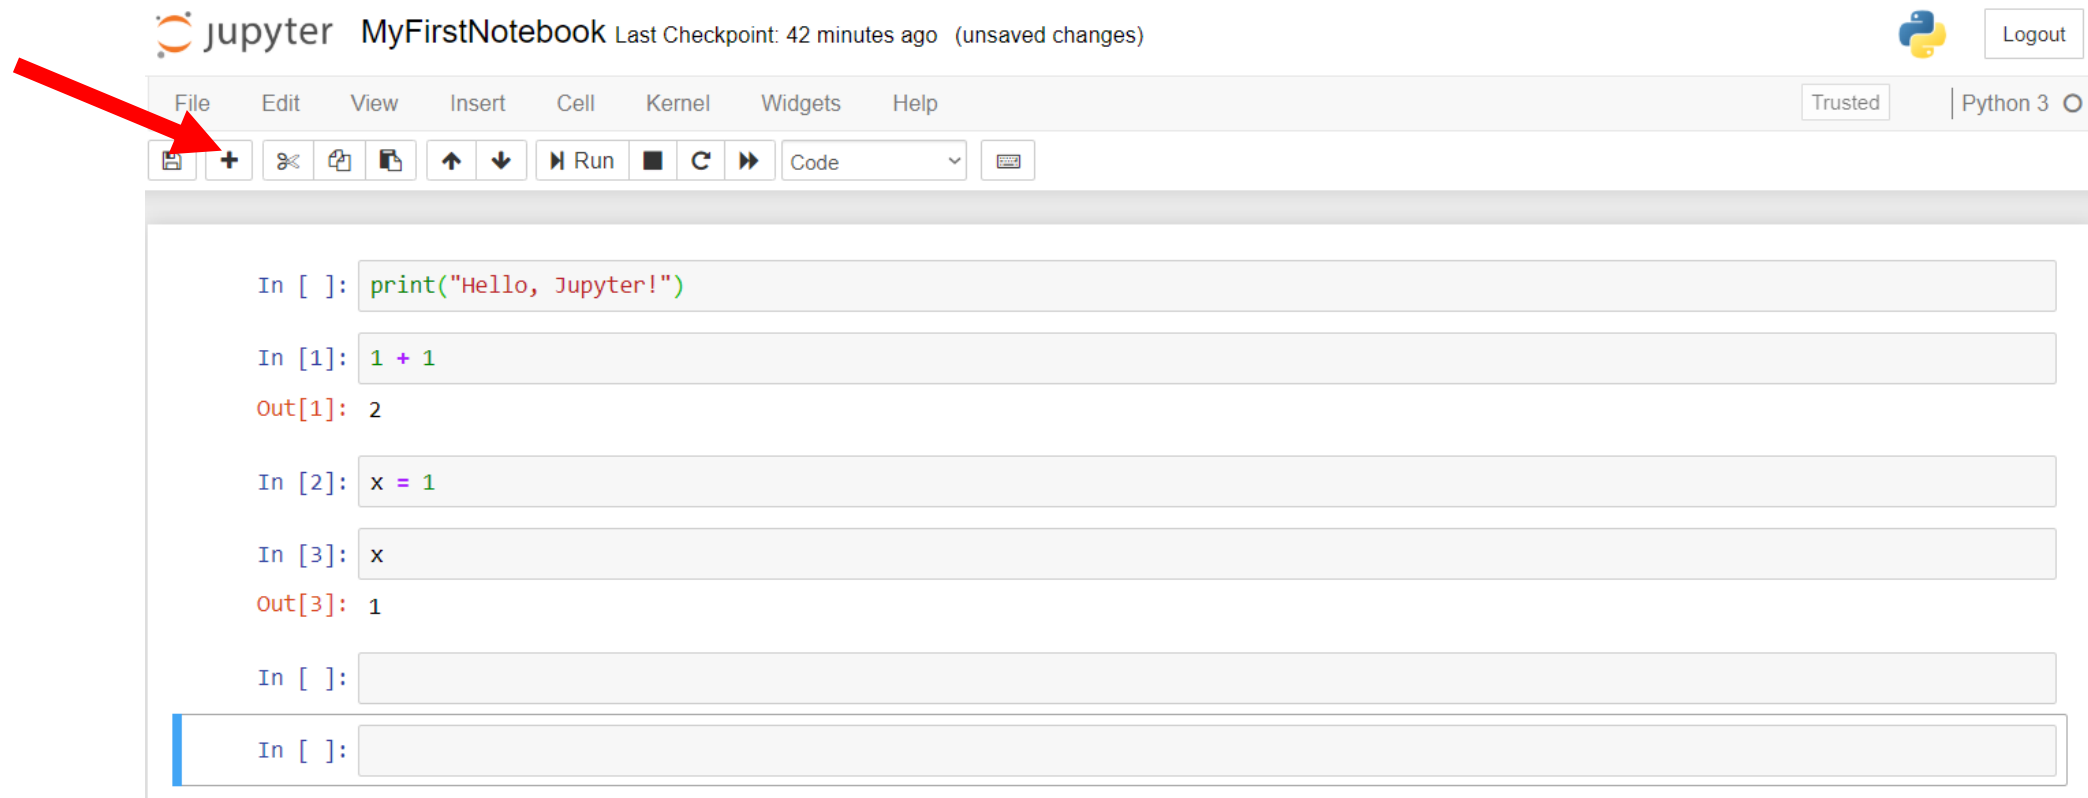 jupyter MyFirstNotebook Last Checkpoint: 42 minutes ago (unsaved changes) Logout
File Edit View Insert Cell Kernel Widgets Help Trusted Python 3
Run Code
In [ ]: print("Hello, Jupyter!")
In [1]: 1 + 1
Out[1]: 2
In [2]: x = 1
In [3]: x
Out[3]: 1
In [ ]:
In [ ]: